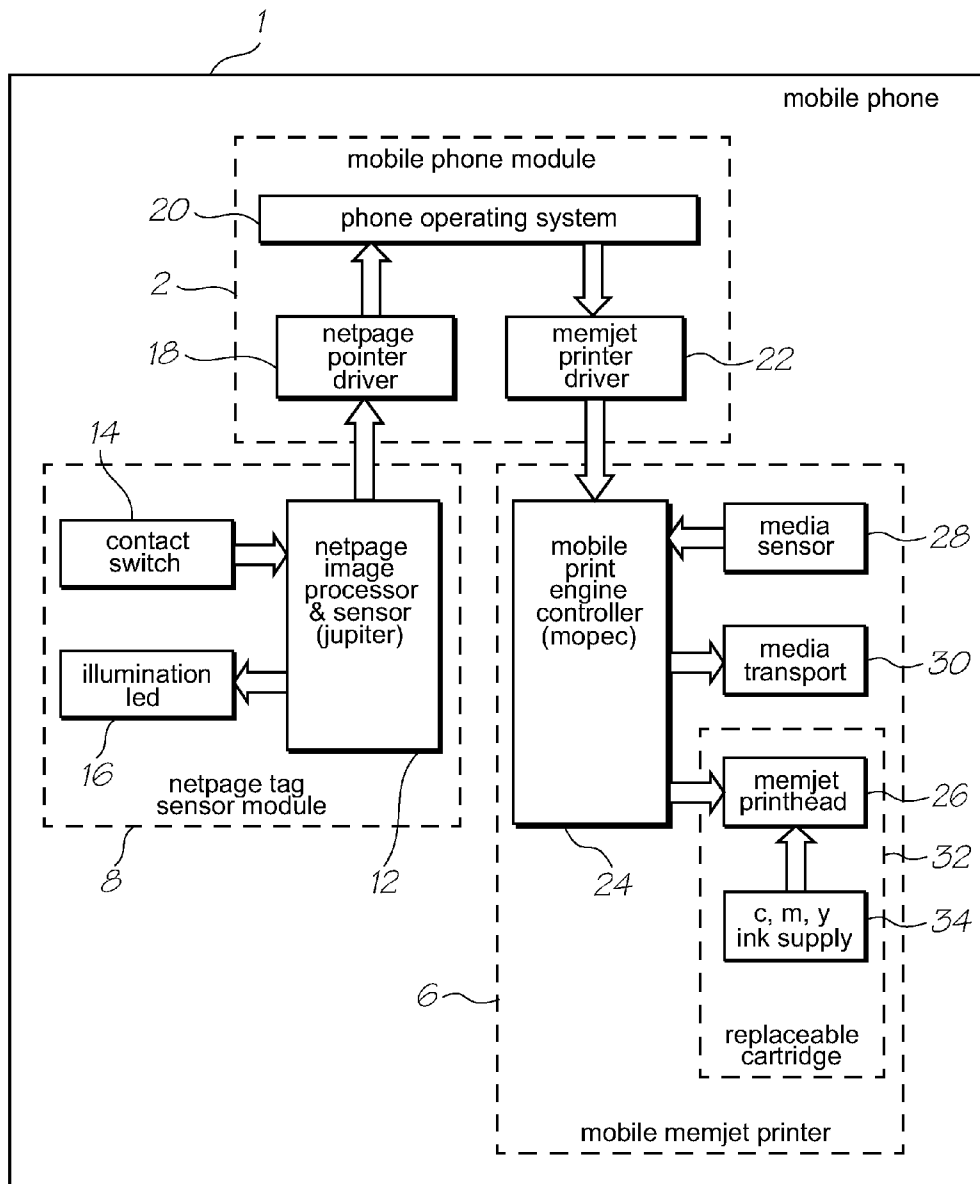 1
mobile phone
mobile phone module
20
phone operating system
2
18
netpage
pointer
driver
memjet
printer
driver
22
14
contact
switch
netpage
image
processor
& sensor
(jupiter)
illumination
led
16
netpage tag
sensor module
8
12
mobile
print
engine
controller
(mopec)
media
sensor
28
media
transport
30
memjet
printhead
26
32
24
c, m, y
ink supply
34
6
replaceable
cartridge
mobile memjet printer